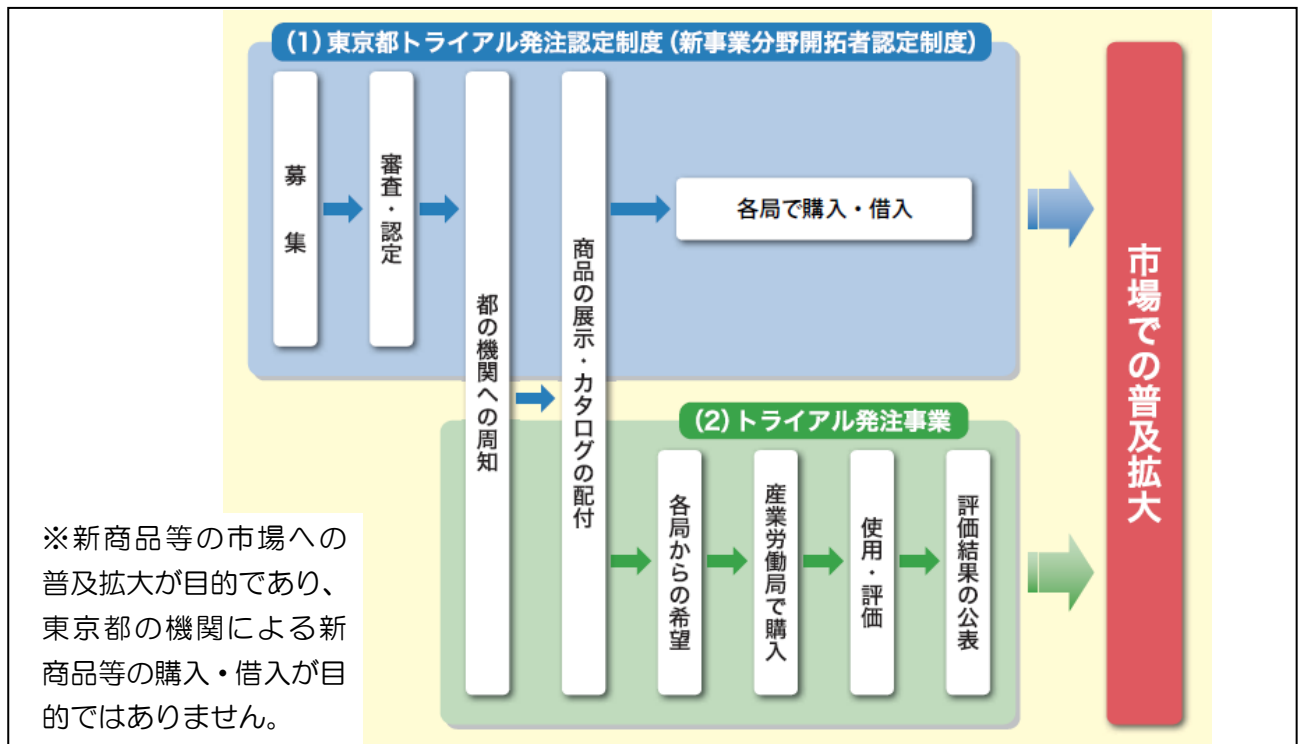 (1)東京都トライアル発注認定制度(新事業分野開拓者認定制度)
募集
審査・認定
都の機関への周知
商品の展示・カタログの配付
各局で購入・借入
(2)トライアル発注事業
各局からの希望
産業労働局で購入
使用・評価
評価結果の公表
市場での普及拡大
※新商品等の市場への
普及拡大が目的であり、
東京都の機関による新
商品等の購入・借入が目
的ではありません。